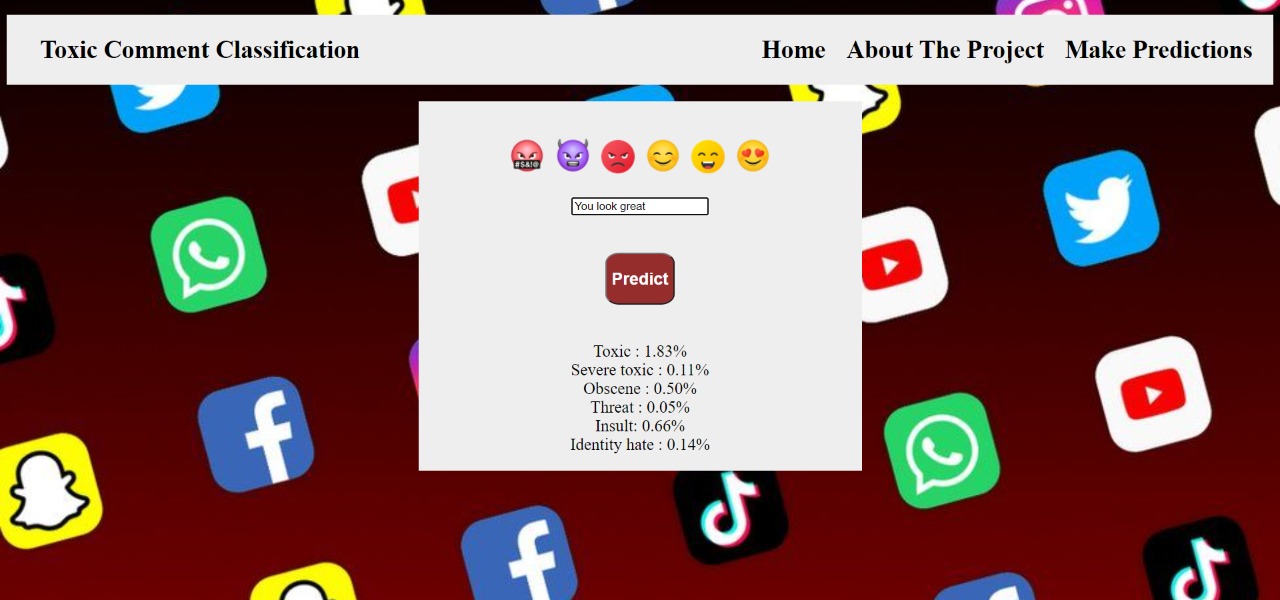 Toxic Comment Classification
Home About The Project Make Predictions
#$&!@
You look great
Predict
Toxic : 1.83%
Severe toxic : 0.11%
Obscene : 0.50%
Threat : 0.05%
Insult: 0.66%
Identity hate : 0.14%